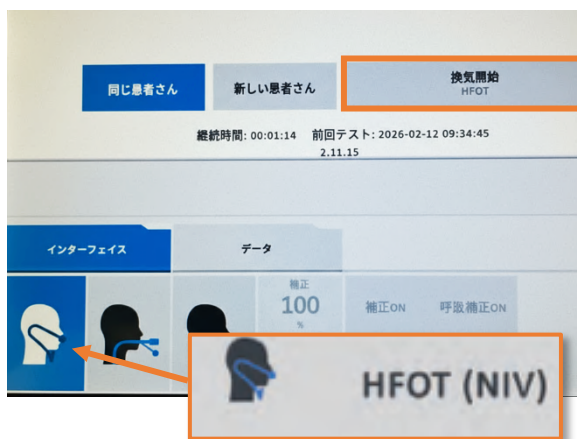 同じ患者さん
新しい患者さん
換気開始
HFOT
継続時間: 00:01:14 前回テスト: 2026-02-12 09:34:45
2.11.15
インターフェイス
データ
補正
100
%
補正ON
呼吸補正ON
HFOT (NIV)